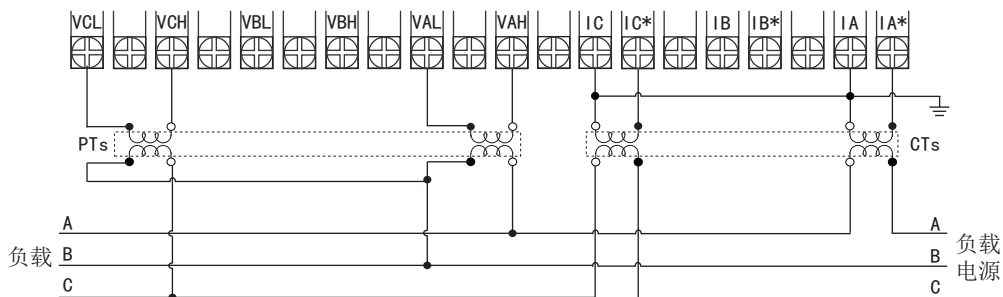 VCL VCH VBL VBH VAL VAH IC IC* IB IB* IA IA*
PTs CTs
A A
负载 B B 负载
电源
C C